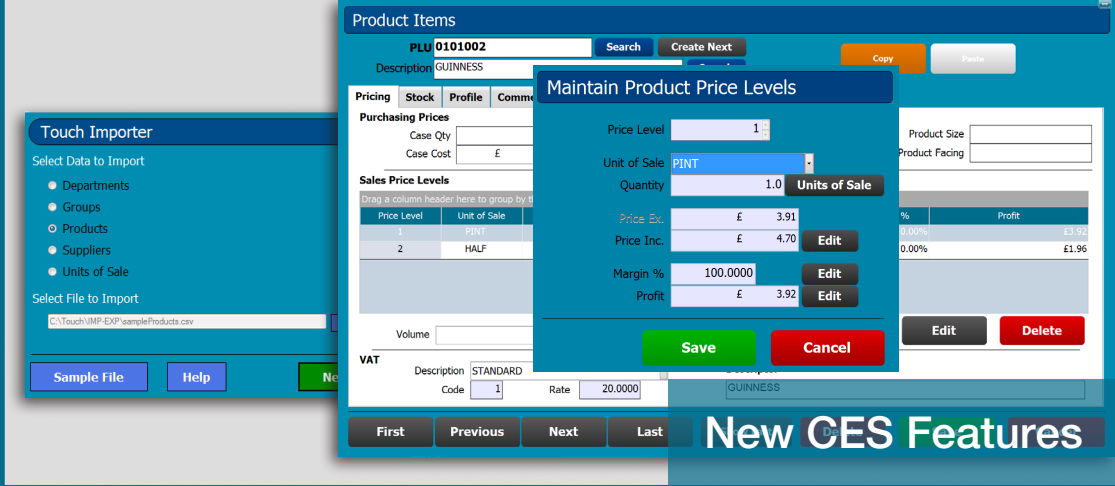 Product Items
PLU 0101002 Search Create Next
Copy Paste
Description GUINNESS
Pricing Stock Profile
Purchasing Prices
Case Qty
Case Cost £
Product Size
Product Facing
Sales Price Levels
Drag a column header here to group by
Price Level Unit of Sale % Profit
1 PINT 0.00% £3.92
2 HALF 0.00% £1.96
Volume
Edit Delete
VAT
Description STANDARD
Code 1 Rate 20.0000
GUINNESS
First Previous Next Last
Maintain Product Price Levels
Price Level 1
Unit of Sale PINT
Quantity 1.0 Units of Sale
Price Ex. £ 3.91
Price Inc. £ 4.70 Edit
Margin % 100.0000 Edit
Profit £ 3.92 Edit
Save Cancel
Touch Importer
Select Data to Import
Departments
Groups
Products
Suppliers
Units of Sale
Select File to Import
C:\Touch\IMP-EXP\sampleProducts.csv
Sample File Help
New CES Features